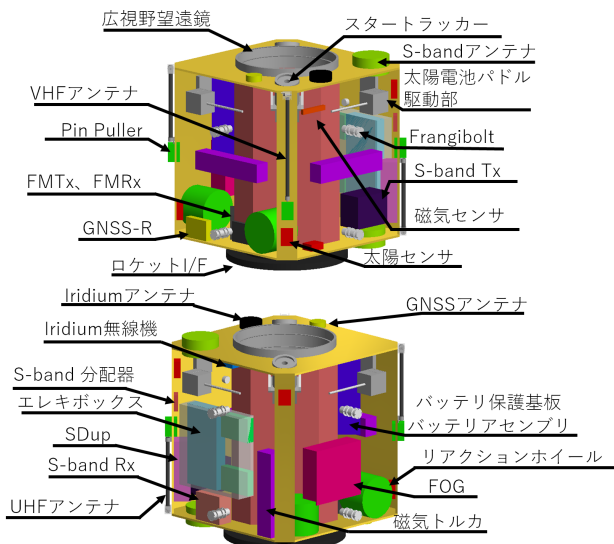 広視野望遠鏡
スタートラッカー
S-bandアンテナ
VHFアンテナ
太陽電池パドル
駆動部
Pin Puller
Frangibolt
FMTx、FMRx
S-band Tx
GNSS-R
磁気センサ
ロケットI/F
太陽センサ
Iridiumアンテナ
GNSSアンテナ
Iridium無線機
S-band 分配器
エレキボックス
バッテリ保護基板
バッテリアセンブリ
SDup
S-band Rx
リアクションホイール
FOG
UHFアンテナ
磁気トルカ